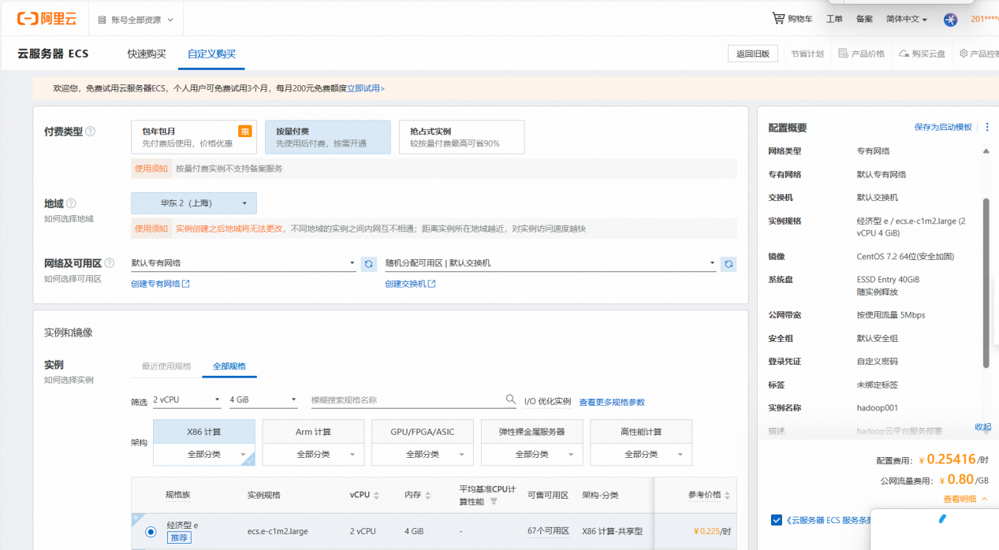 阿里云
账号全部资源
购物车
工单
备案
简体中文
201****
云服务器 ECS
快速购买
自定义购买
返回旧版
节省计划
产品价格
购买云盘
产品控
欢迎您，免费试用云服务器ECS，个人用户可免费试用3个月，每月200元免费额度立即试用>
付费类型
包年包月
惠
先付费后使用，价格优惠
按量付费
先使用后付费，按需开通
抢占式实例
较按量付费最高可省90%
使用须知
按量付费实例不支持备案服务
地域
如何选择地域
华东 2（上海）
使用须知
实例创建之后地域将无法更改，不同地域的实例之间内网互不相通；距离实例所在地域越近，对实例访问速度越快
网络及可用区
如何选择可用区
默认专有网络
随机分配可用区 | 默认交换机
创建专有网络
创建交换机
实例和镜像
实例
如何选择实例
最近使用规格
全部规格
筛选
2 vCPU
4 GiB
模糊搜索规格名称
I/O 优化实例
查看更多规格参数
架构
X86 计算
全部分类
Arm 计算
全部分类
GPU/FPGA/ASIC
全部分类
弹性裸金属服务器
全部分类
高性能计算
全部分类
规格族
实例规格
vCPU
内存
平均基准CPU计
算性能
可售可用区
架构-分类
参考价格
经济型 e
推荐
ecs.e-c1m2.large
2 vCPU
4 GiB
-
67个可用区
X86 计算-共享型
¥ 0.225/时
配置概要
保存为启动模板
网络类型
专有网络
专有网络
默认专有网络
交换机
默认交换机
实例规格
经济型 e / ecs.e-c1m2.large (2
vCPU 4 GiB)
镜像
CentOS 7.2 64位(安全加固)
系统盘
ESSD Entry 40GiB
随实例释放
公网带宽
按使用流量 5Mbps
安全组
默认安全组
登录凭证
自定义密码
标签
未绑定标签
实例名称
hadoop001
描述
hadoop云平台服务部署
收起
配置费用：¥ 0.25416 /时
公网流量费用：¥ 0.80 /GB
查看明细
《云服务器 ECS 服务条